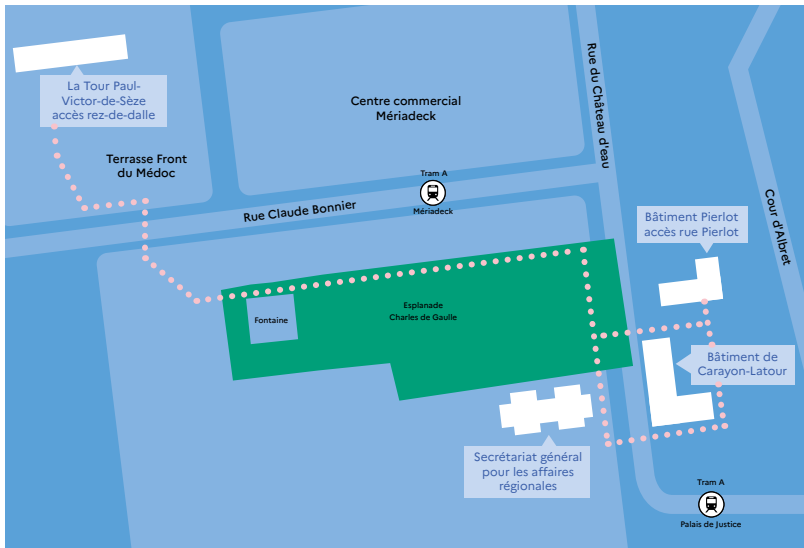 La Tour Paul-
Victor-de-Sèze
accès rez-de-dalle
Terrasse Front
du Médoc
Centre commercial
Mériadeck
Rue du Château d'eau
Tram A
Mériadeck
Rue Claude Bonnier
Cour d'Albret
Bâtiment Pierlot
accès rue Pierlot
Fontaine
Esplanade
Charles de Gaulle
Bâtiment de
Carayon-Latour
Secrétariat général
pour les affaires
régionales
Tram A
Palais de Justice